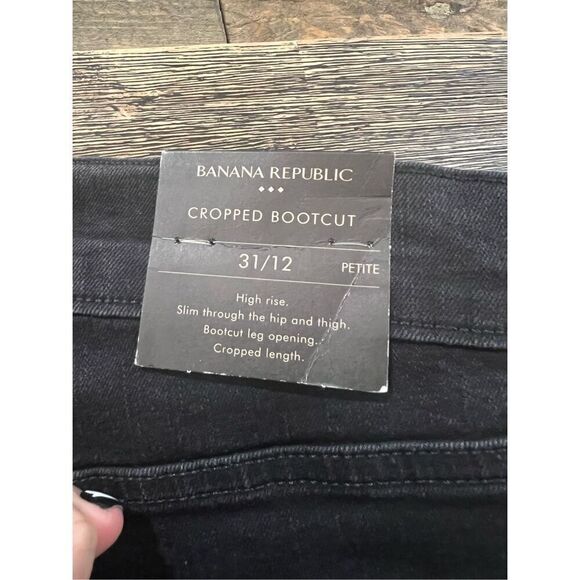 BANANA REPUBLIC
CROPPED BOOTCUT
31/12 PETITE
High rise.
Slim through the hip and thigh.
Bootcut leg opening.
Cropped length.